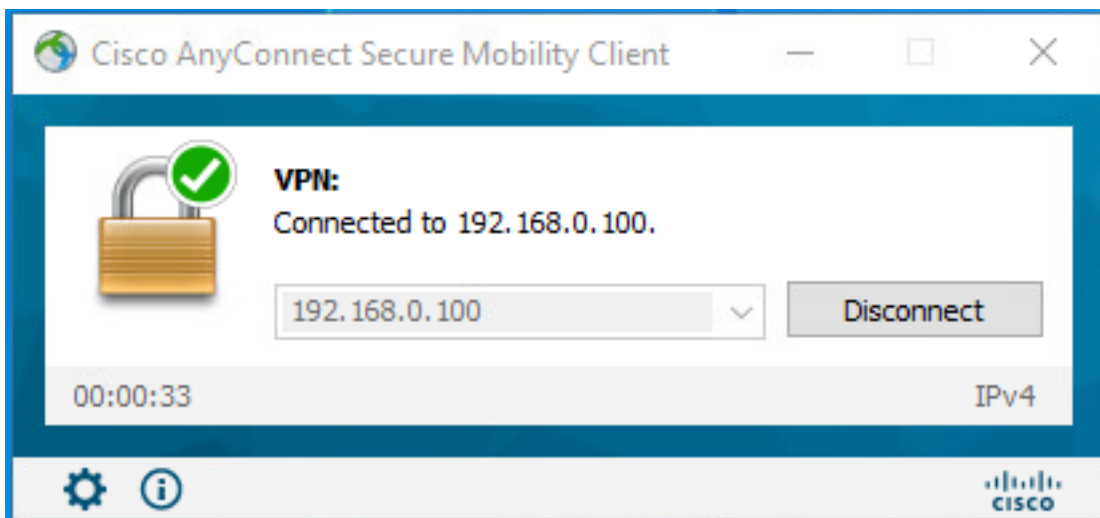 Cisco AnyConnect Secure Mobility Client
VPN:
Connected to 192.168.0.100.
192.168.0.100
Disconnect
00:00:33
IPv4
CISCO